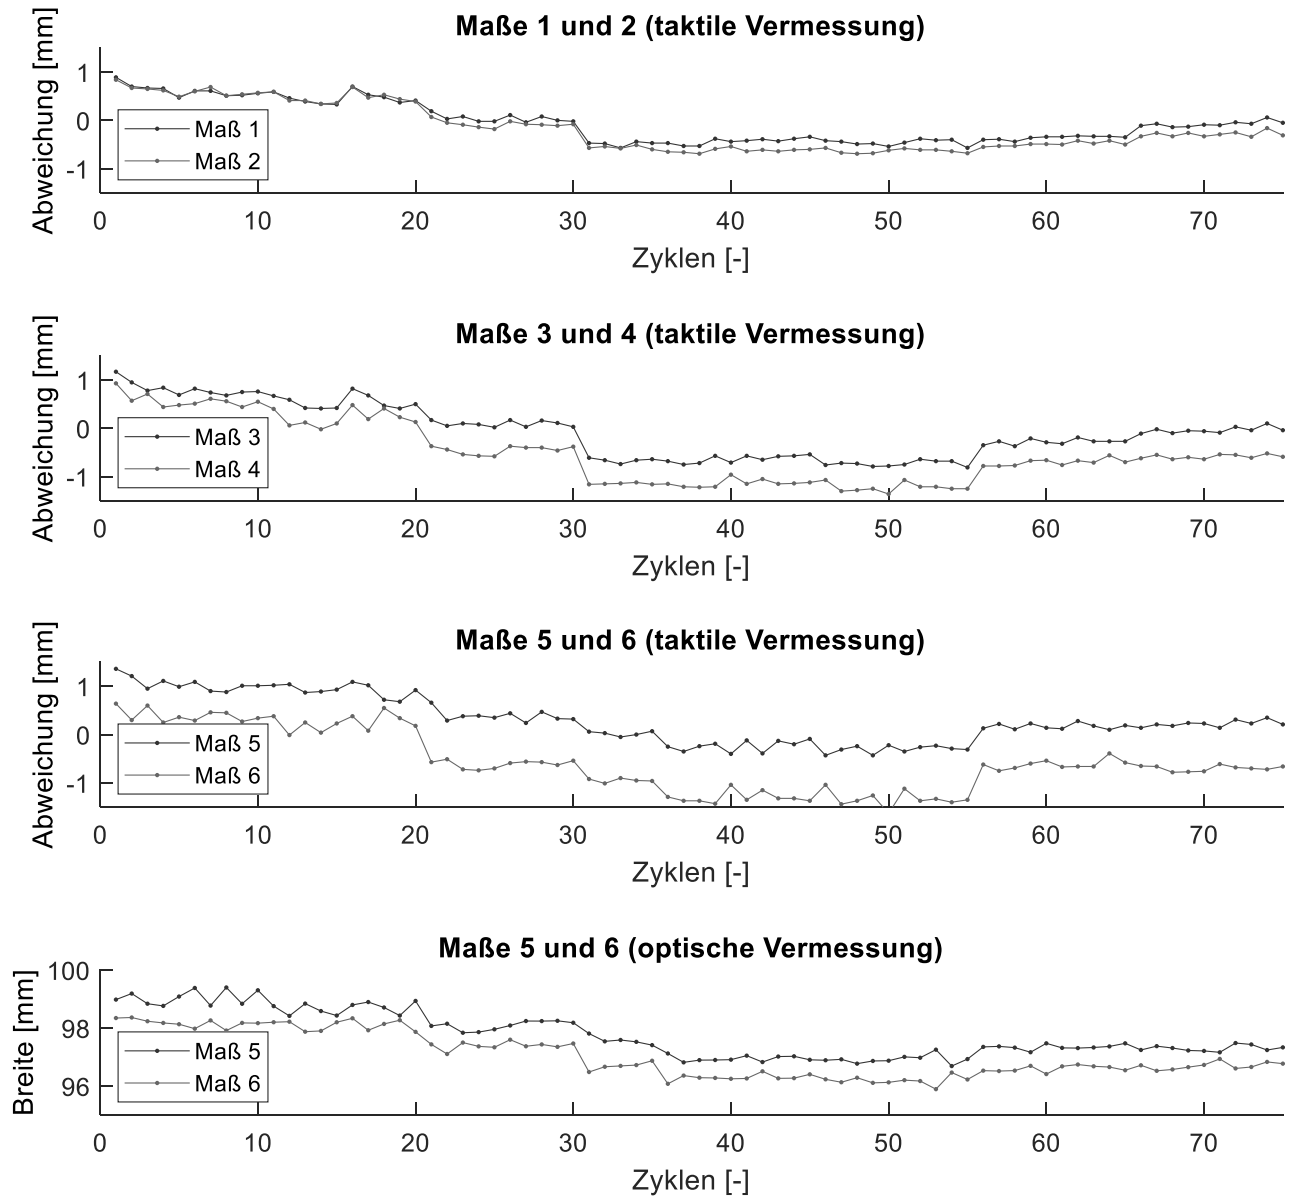 Maße 1 und 2 (taktile Vermessung)
Abweichung [mm]
1
0
-1
Maß 1
Maß 2
0 10 20 30 40 50 60 70
Zyklen [-]
Maße 3 und 4 (taktile Vermessung)
Abweichung [mm]
1
0
-1
Maß 3
Maß 4
0 10 20 30 40 50 60 70
Zyklen [-]
Maße 5 und 6 (taktile Vermessung)
Abweichung [mm]
1
0
-1
Maß 5
Maß 6
0 10 20 30 40 50 60 70
Zyklen [-]
Maße 5 und 6 (optische Vermessung)
Breite [mm]
100
98
96
Maß 5
Maß 6
0 10 20 30 40 50 60 70
Zyklen [-]